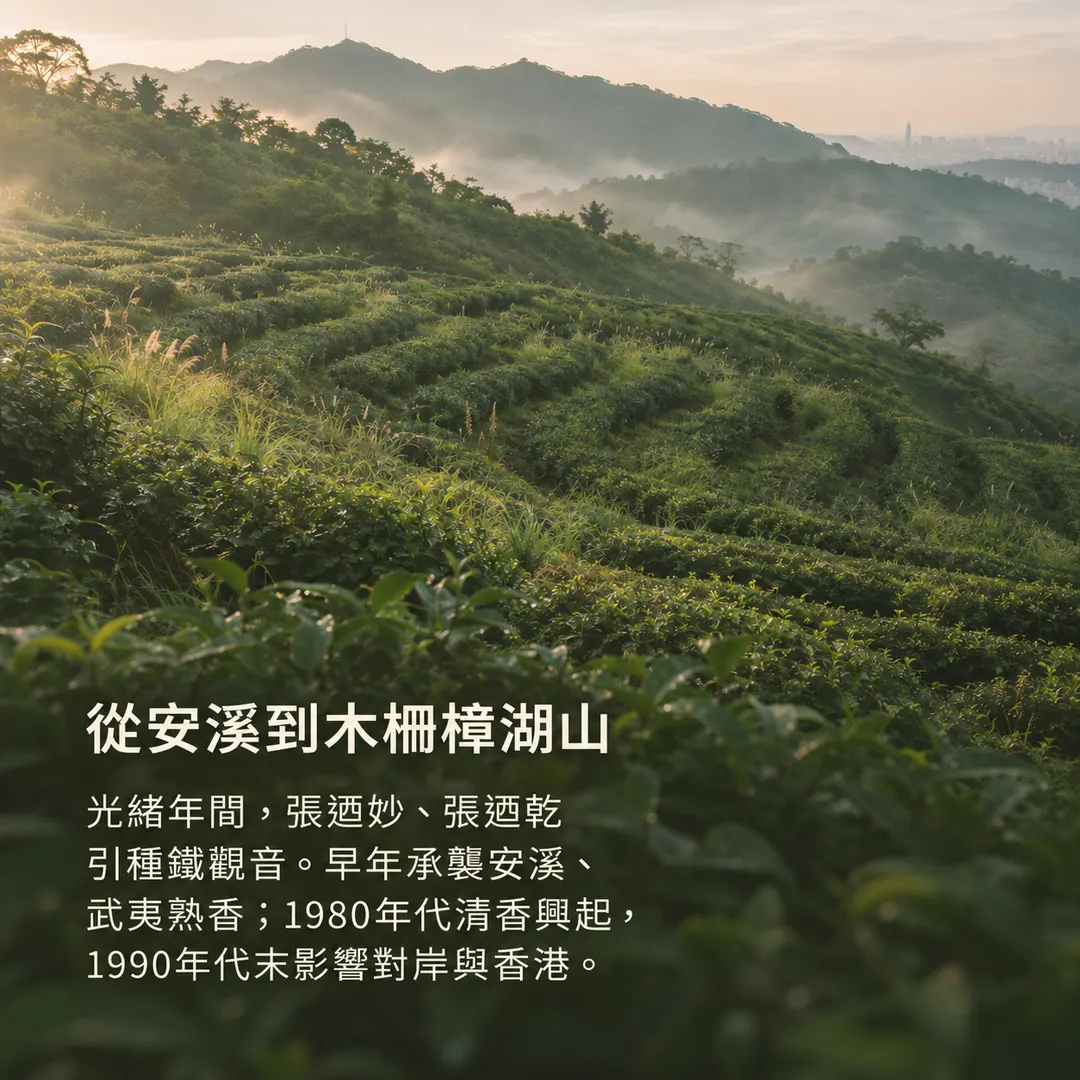 從安溪到木柵樟湖山
光緒年間，張迺妙、張迺乾
引種鐵觀音。早年承襲安溪、
武夷熟香；1980年代清香興起，
1990年代末影響對岸與香港。